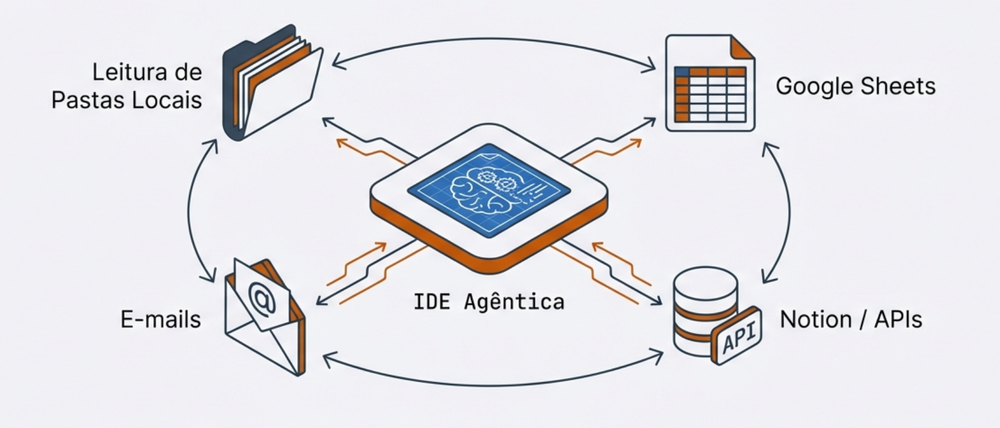 Leitura de
Pastas Locais
Google Sheets
@
IDE Agêntica
E-mails
API
Notion / APIs